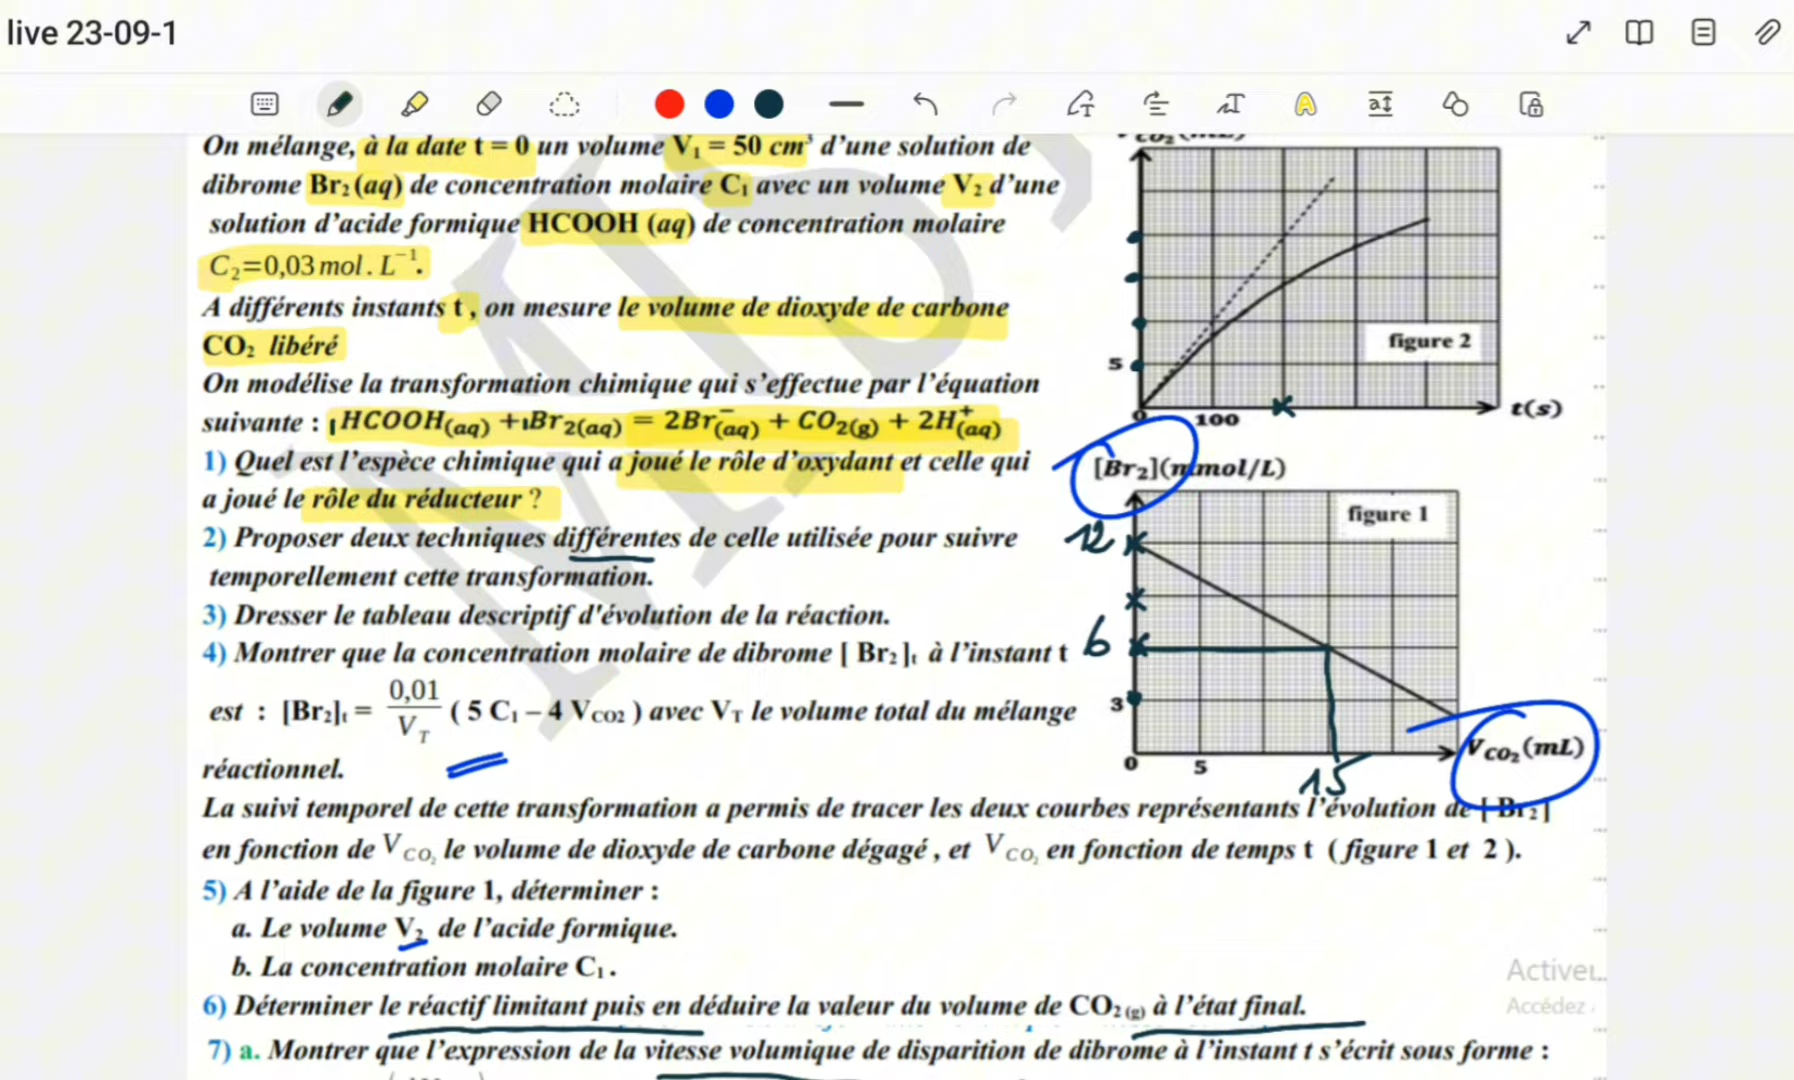 live 23-09-1
On mélange, à la date t = 0 un volume V₁ = 50 cm³ d'une solution de
dibrome Br₂ (aq) de concentration molaire C₁ avec un volume V₂ d'une
solution d'acide formique HCOOH (aq) de concentration molaire
C₂=0,03 mol . L⁻¹.
A différents instants t , on mesure le volume de dioxyde de carbone
CO₂ libéré
On modélise la transformation chimique qui s'effectue par l'équation
suivante : HCOOH(aq) + Br₂(aq) = 2Br⁻(aq) + CO₂(g) + 2H⁺(aq)
1) Quel est l'espèce chimique qui a joué le rôle d'oxydant et celle qui
a joué le rôle du réducteur ?
2) Proposer deux techniques différentes de celle utilisée pour suivre
temporellement cette transformation.
3) Dresser le tableau descriptif d'évolution de la réaction.
4) Montrer que la concentration molaire de dibrome [ Br₂ ]t à l'instant t
est : [Br₂]t = 0,01 / V_T ( 5 C₁ – 4 V CO2 ) avec V_T le volume total du mélange
réactionnel.
V CO₂ (mL)
figure 2
5
0
100
t(s)
[Br₂](mmol/L)
figure 1
12
6
3
0
5
15
V CO₂ (mL)
La suivi temporel de cette transformation a permis de tracer les deux courbes représentants l'évolution de [ Br₂]
en fonction de V CO₂ le volume de dioxyde de carbone dégagé , et V CO₂ en fonction de temps t ( figure 1 et 2 ).
5) A l'aide de la figure 1, déterminer :
a. Le volume V₂ de l'acide formique.
b. La concentration molaire C₁ .
6) Déterminer le réactif limitant puis en déduire la valeur du volume de CO₂ (g) à l'état final.
7) a. Montrer que l'expression de la vitesse volumique de disparition de dibrome à l'instant t s'écrit sous forme :
Accédez